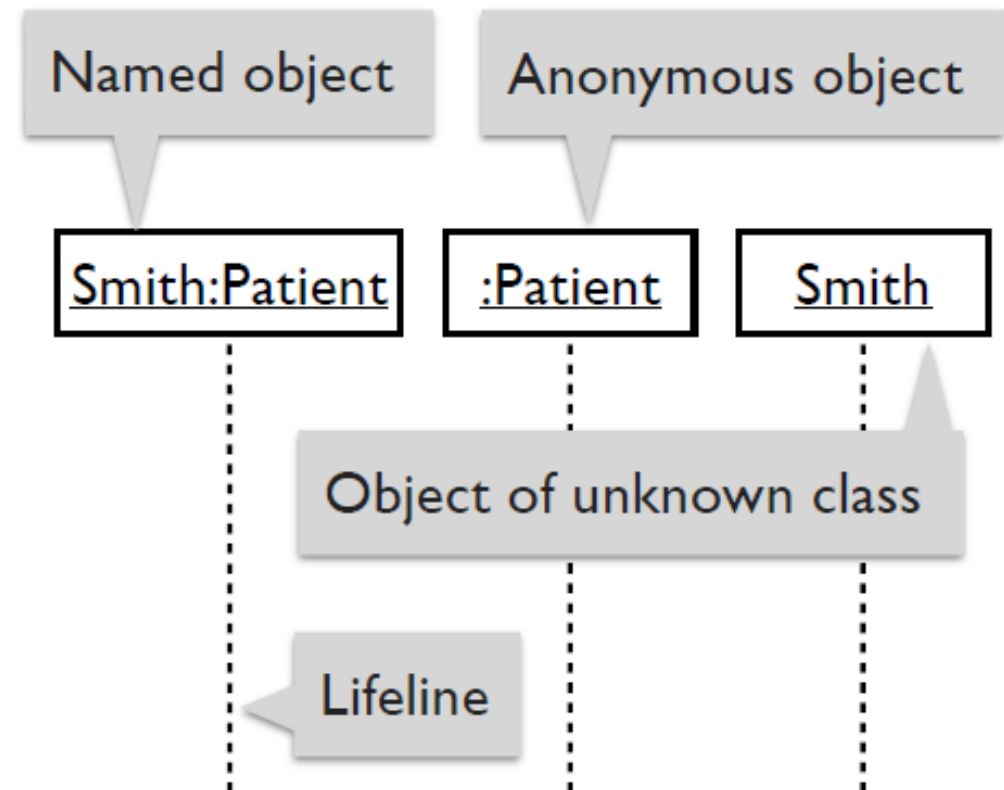 Named object
Anonymous object
Smith:Patient
:Patient
Smith
Object of unknown class
Lifeline